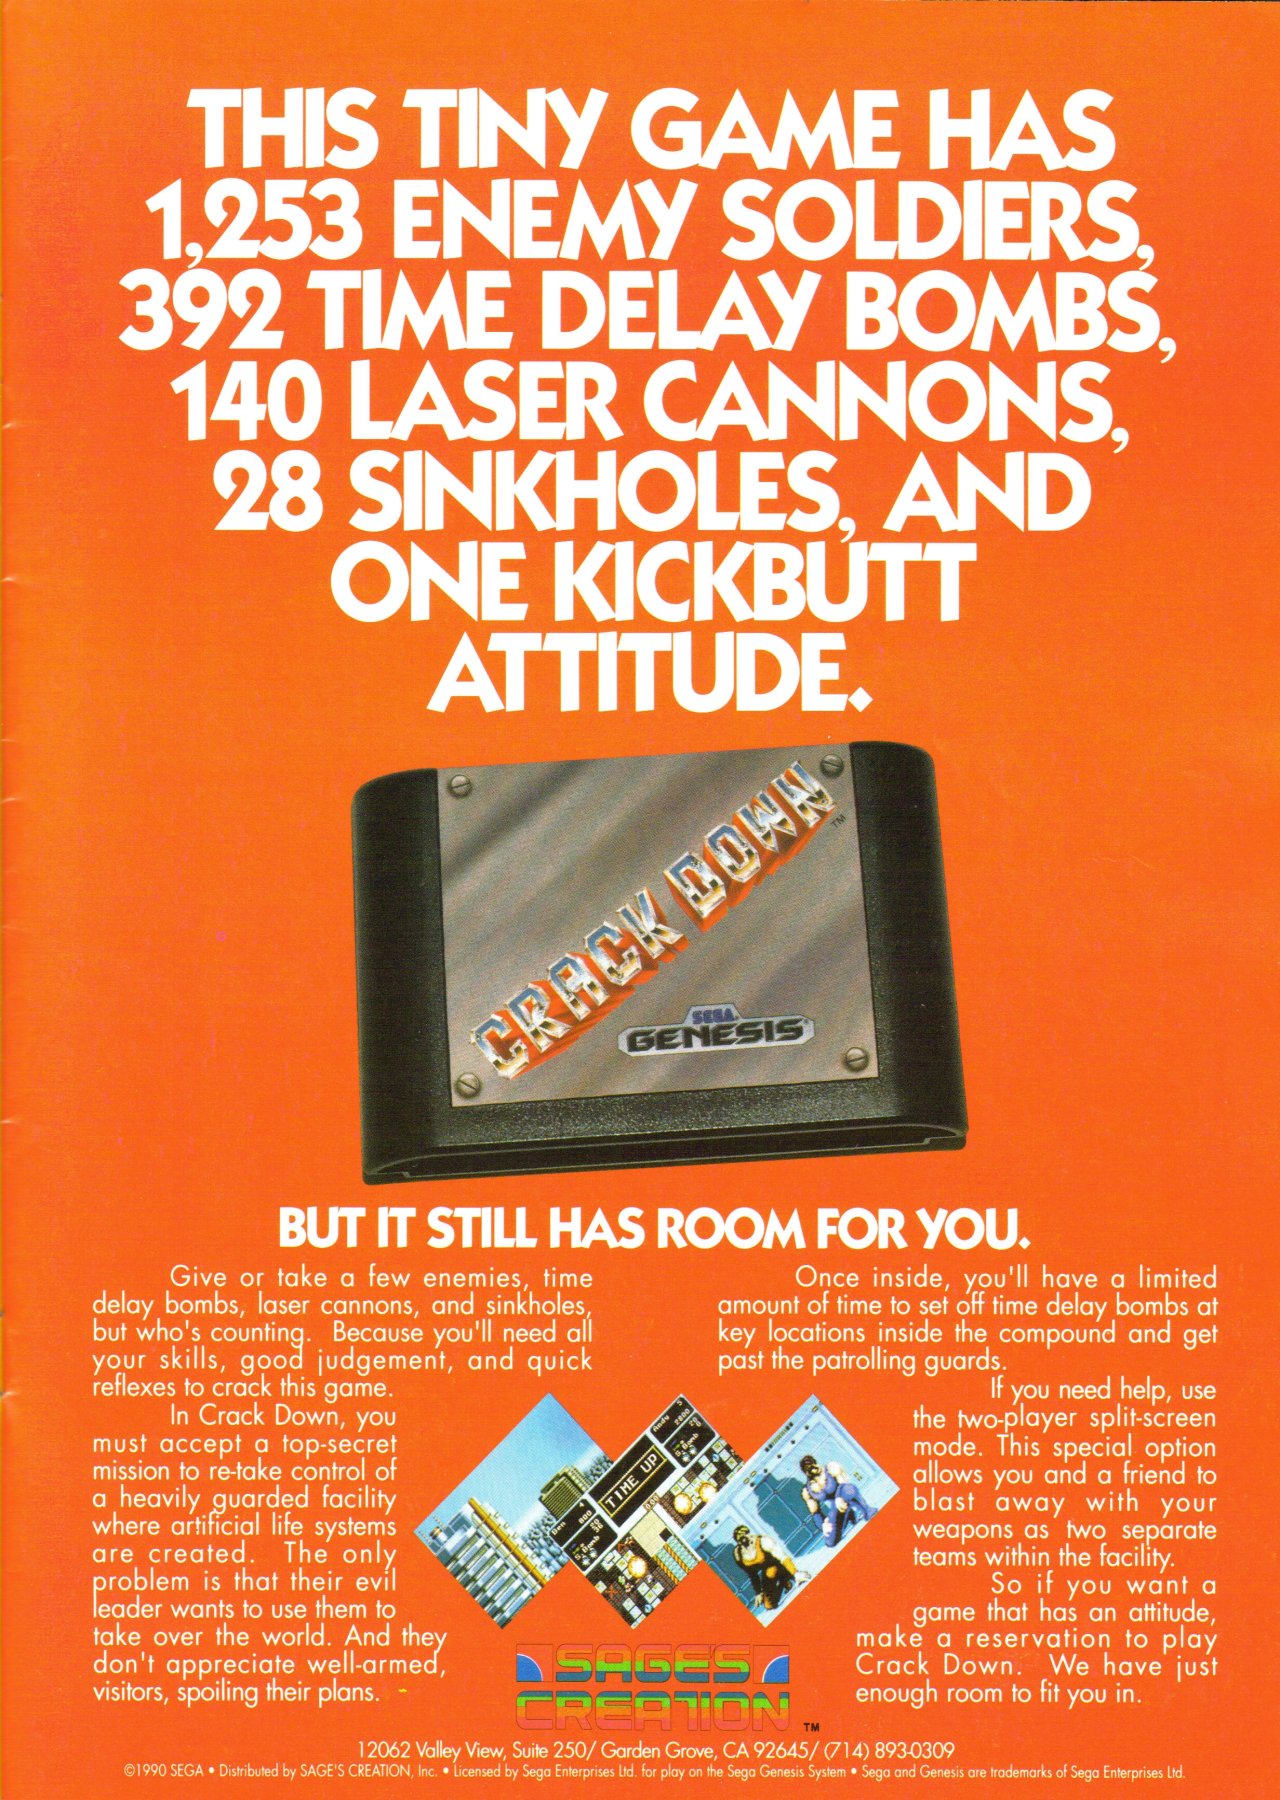 THIS TINY GAME HAS
1,253 ENEMY SOLDIERS,
392 TIME DELAY BOMBS,
140 LASER CANNONS,
28 SINKHOLES, AND
ONE KICKBUTT
ATTITUDE.
CRACK DOWN TM
SEGA
GENESIS
BUT IT STILL HAS ROOM FOR YOU.
Give or take a few enemies, time
delay bombs, laser cannons, and sinkholes,
but who's counting. Because you'll need all
your skills, good judgement, and quick
reflexes to crack this game.
In Crack Down, you
must accept a top-secret
mission to re-take control of
a heavily guarded facility
where artificial life systems
are created. The only
problem is that their evil
leader wants to use them to
take over the world. And they
don't appreciate well-armed,
visitors, spoiling their plans.
Once inside, you'll have a limited
amount of time to set off time delay bombs at
key locations inside the compound and get
past the patrolling guards.
If you need help, use
the two-player split-screen
mode. This special option
allows you and a friend to
blast away with your
weapons as two separate
teams within the facility.
So if you want a
game that has an attitude,
make a reservation to play
Crack Down. We have just
enough room to fit you in.
Andy
TIME UP
Ben
SAGE'S
CREATION TM
12062 Valley View, Suite 250/ Garden Grove, CA 92645/ (714) 893-0309
©1990 SEGA • Distributed by SAGE'S CREATION, Inc. • Licensed by Sega Enterprises Ltd. for play on the Sega Genesis System • Sega and Genesis are trademarks of Sega Enterprises Ltd.